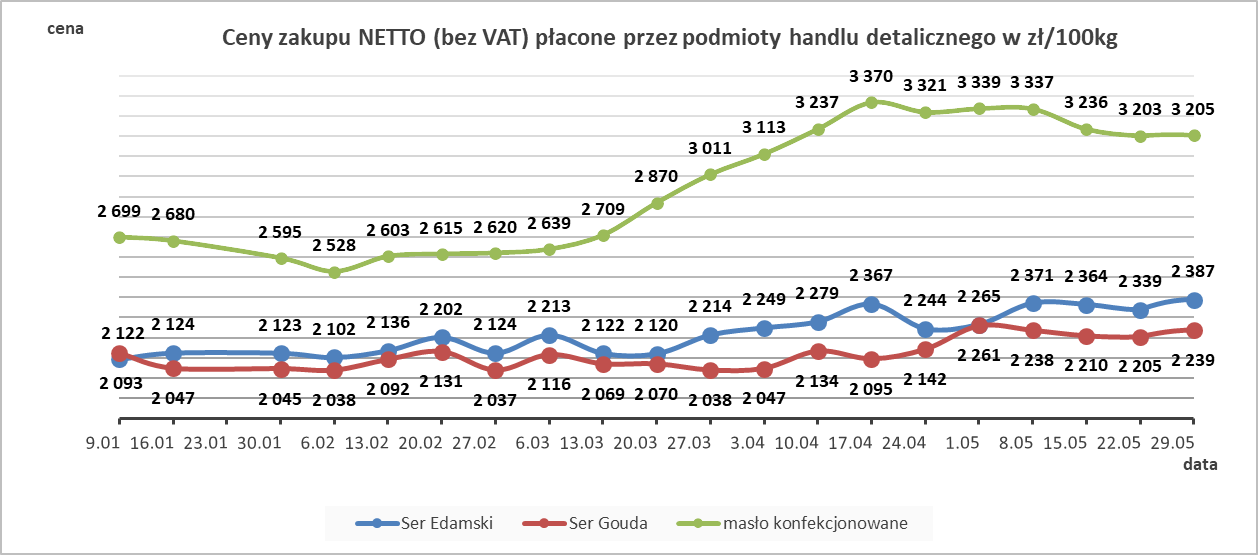 cena
Ceny zakupu NETTO (bez VAT) płacone przez podmioty handlu detalicznego w zł/100kg
2 699 2 680 2 595 2 528 2 603 2 615 2 620 2 639 2 709 2 870 3 011 3 113 3 237 3 370 3 321 3 339 3 337 3 236 3 203 3 205
2 122 2 124 2 123 2 102 2 136 2 202 2 124 2 213 2 122 2 120 2 214 2 249 2 279 2 367 2 244 2 265 2 371 2 364 2 339 2 387
2 093 2 047 2 045 2 038 2 092 2 131 2 037 2 116 2 069 2 070 2 038 2 047 2 134 2 095 2 142 2 261 2 238 2 210 2 205 2 239
9.01 16.01 23.01 30.01 6.02 13.02 20.02 27.02 6.03 13.03 20.03 27.03 3.04 10.04 17.04 24.04 1.05 8.05 15.05 22.05 29.05
data
Ser Edamski Ser Gouda masło konfekcjonowane